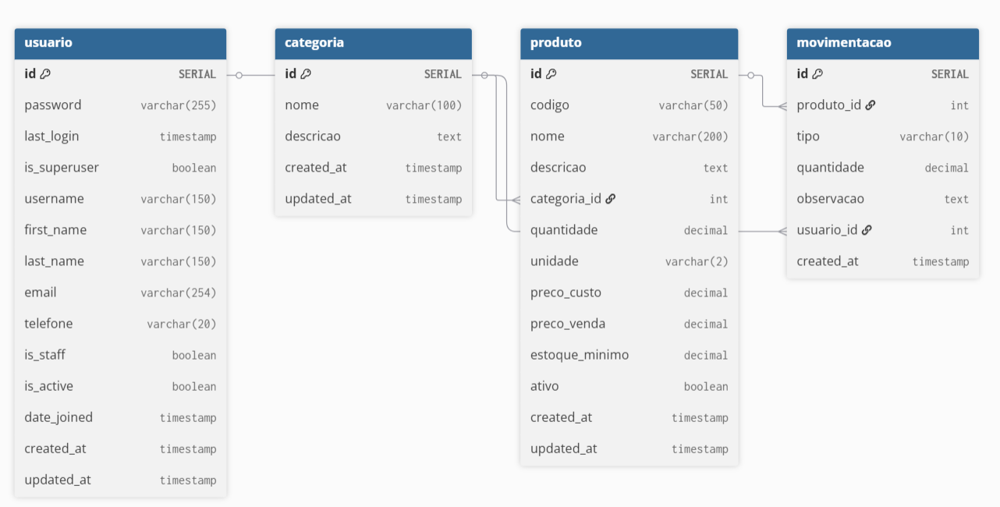 usuario
id SERIAL
password varchar(255)
last_login timestamp
is_superuser boolean
username varchar(150)
first_name varchar(150)
last_name varchar(150)
email varchar(254)
telefone varchar(20)
is_staff boolean
is_active boolean
date_joined timestamp
created_at timestamp
updated_at timestamp
categoria
id SERIAL
nome varchar(100)
descricao text
created_at timestamp
updated_at timestamp
produto
id SERIAL
codigo varchar(50)
nome varchar(200)
descricao text
categoria_id int
quantidade decimal
unidade varchar(2)
preco_custo decimal
preco_venda decimal
estoque_minimo decimal
ativo boolean
created_at timestamp
updated_at timestamp
movimentacao
id SERIAL
produto_id int
tipo varchar(10)
quantidade decimal
observacao text
usuario_id int
created_at timestamp